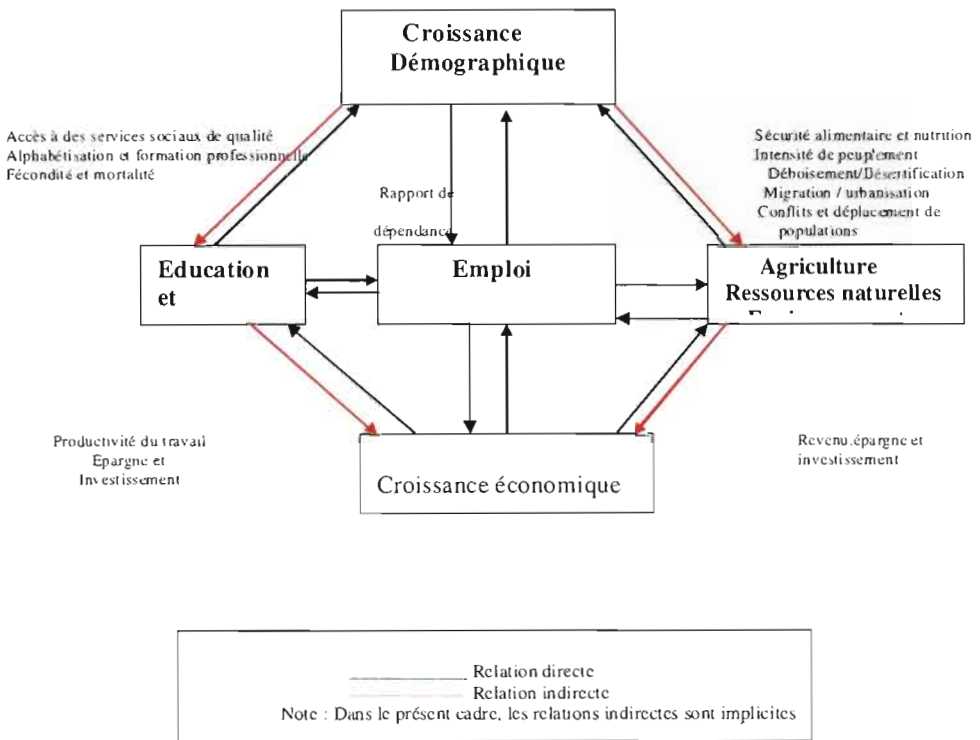 Croissance
Démographique
Accès à des services sociaux de qualité
Alphabétisation et formation professionnelle
Fécondité et mortalité
Sécurité alimentaire et nutrition
Intensité de peuplement
Déboisement/Désertification
Migration / urbanisation
Conflits et déplacement de
populations
Rapport de
dépendance
Education
et
Emploi
Agriculture
Ressources naturelles
Productivité du travail
Epargne et
Investissement
Revenu, épargne et
investissement
Croissance économique
Relation directe
Relation indirecte
Note : Dans le présent cadre, les relations indirectes sont implicites